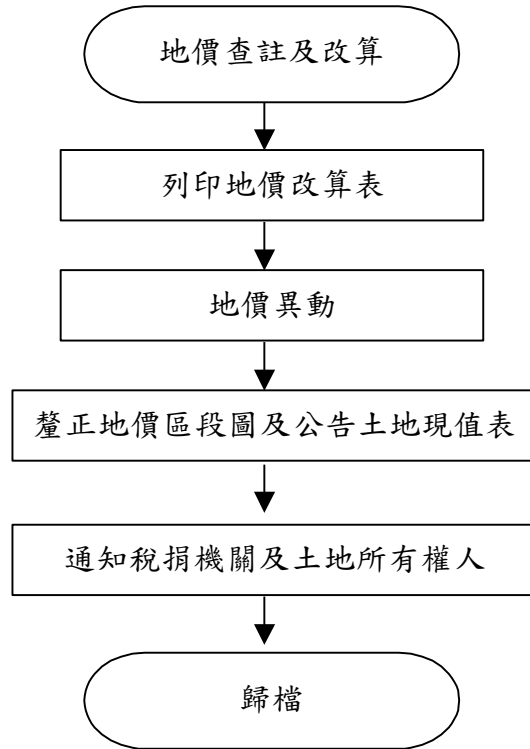 地價查註及改算
列印地價改算表
地價異動
釐正地價區段圖及公告土地現值表
通知稅捐機關及土地所有權人
歸檔